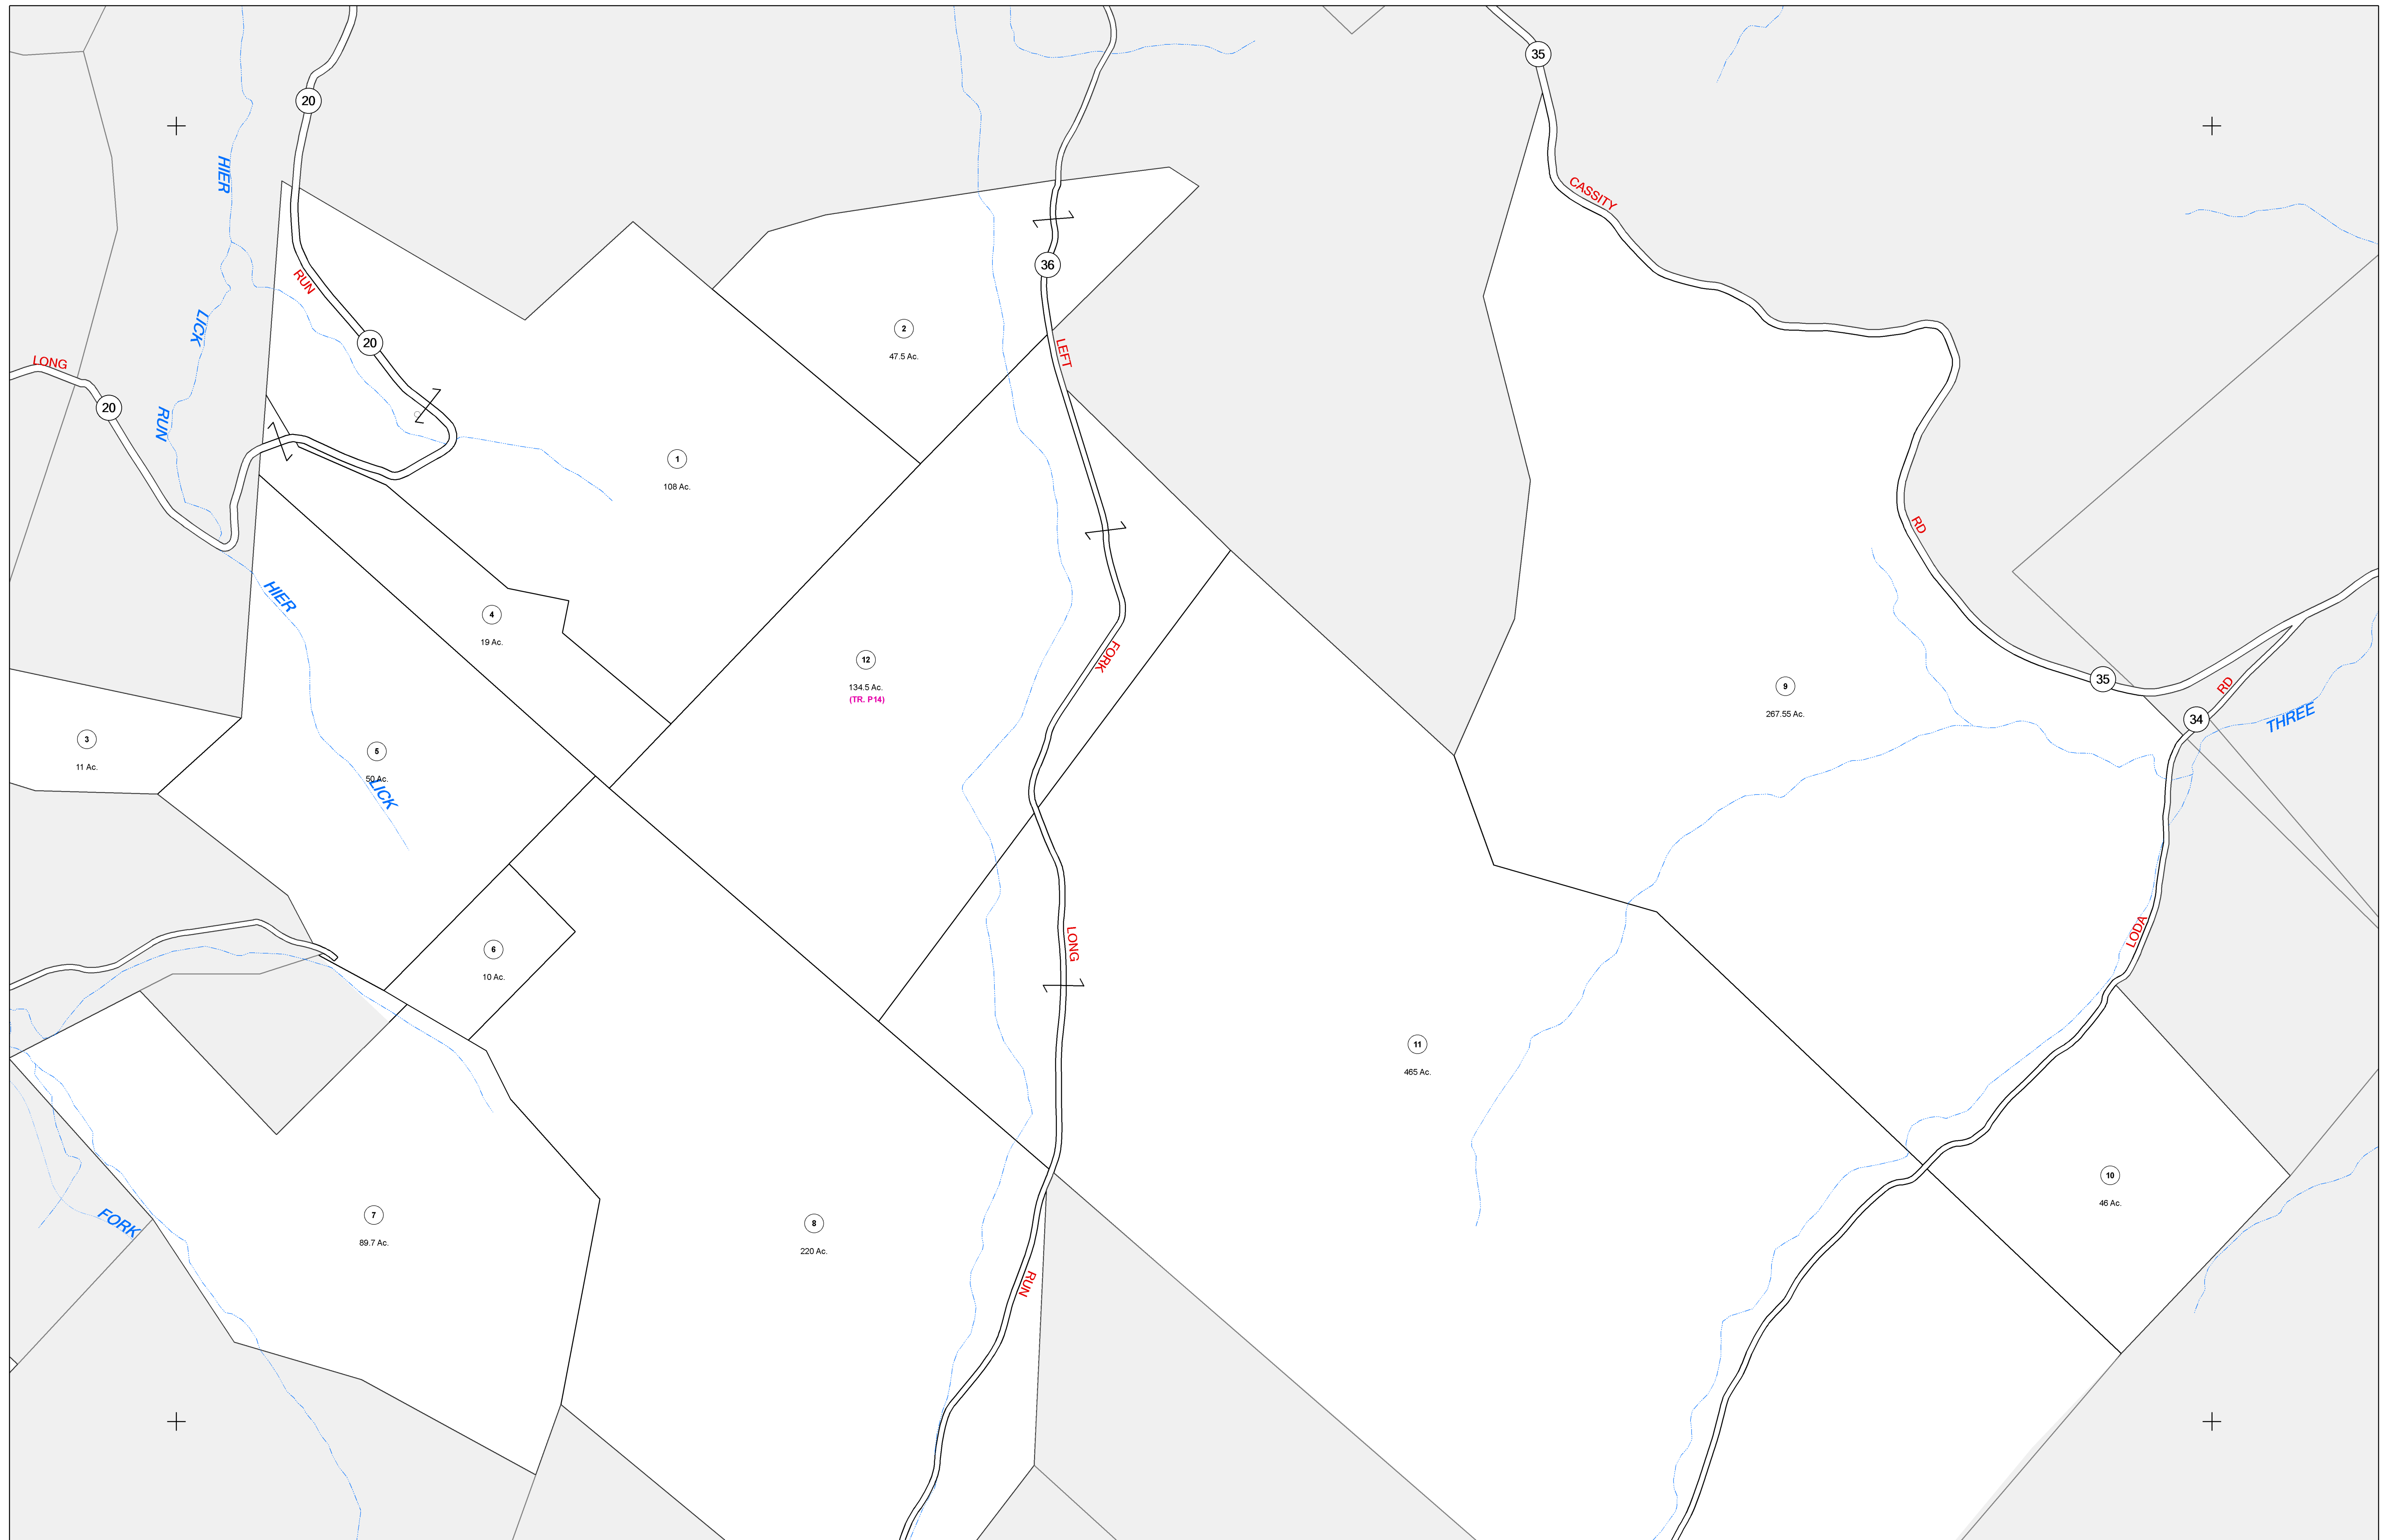 35
20
HIER
CASSITY
36
RUN
LICK
2
47.5 Ac.
20
LEFT
LONG
20
RUN
1
108 Ac.
RD
HIER
4
19 Ac.
FORK
12
134.5 Ac.
(TR. P14)
9
267.55 Ac.
35
RD
34
THREE
3
11 Ac.
5
50 Ac.
LICK
LODA
LONG
6
10 Ac.
11
465 Ac.
10
46 Ac.
7
89.7 Ac.
FORK
8
220 Ac.
RUN